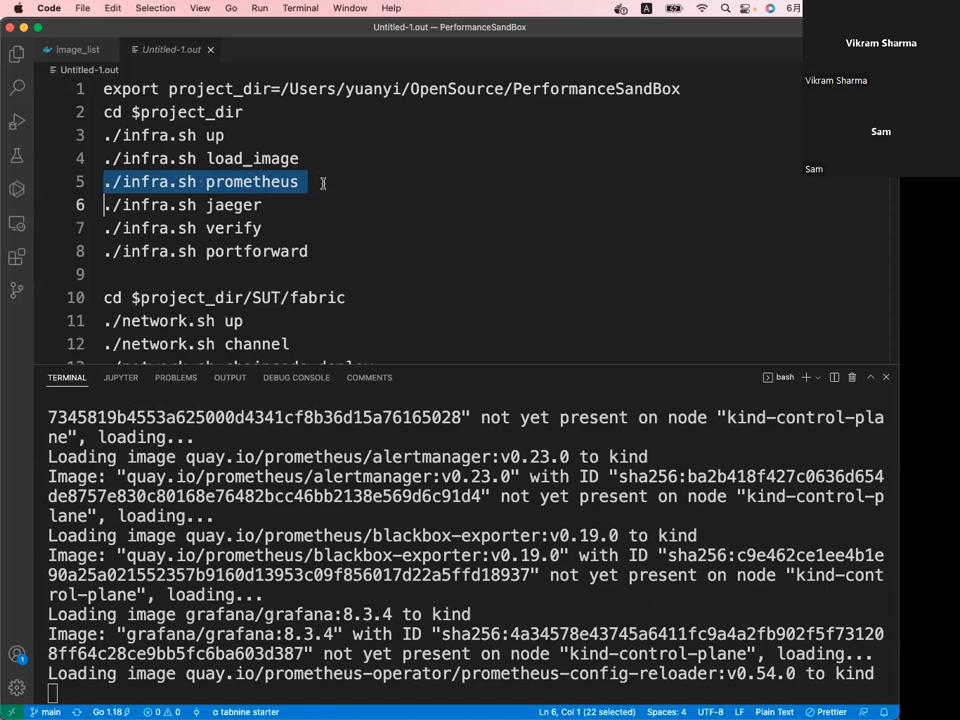 Code File Edit Selection View Go Run Terminal Window Help A 6月
Untitled-1.out — PerformanceSandBox
image_list Untitled-1.out
Untitled-1.out
1 export project_dir=/Users/yuanyi/OpenSource/PerformanceSandBox
2 cd $project_dir
3 ./infra.sh up
4 ./infra.sh load_image
5 ./infra.sh prometheus
6 ./infra.sh jaeger
7 ./infra.sh verify
8 ./infra.sh portforward
9
10 cd $project_dir/SUT/fabric
11 ./network.sh up
12 ./network.sh channel
Vikram Sharma
Vikram Sharma
Sam
Sam
TERMINAL JUPYTER PROBLEMS OUTPUT DEBUG CONSOLE COMMENTS bash
7345819b4553a625000d4341cf8b36d15a76165028" not yet present on node "kind-control-pla
ne", loading...
Loading image quay.io/prometheus/alertmanager:v0.23.0 to kind
Image: "quay.io/prometheus/alertmanager:v0.23.0" with ID "sha256:ba2b418f427c0636d654
de8757e830c80168e76482bcc46bb2138e569d6c91d4" not yet present on node "kind-control-p
lane", loading...
Loading image quay.io/prometheus/blackbox-exporter:v0.19.0 to kind
Image: "quay.io/prometheus/blackbox-exporter:v0.19.0" with ID "sha256:c9e462ce1ee4b1e
90a25a021552357b9160d13953c09f856017d22a5ffd18937" not yet present on node "kind-cont
rol-plane", loading...
Loading image grafana/grafana:8.3.4 to kind
Image: "grafana/grafana:8.3.4" with ID "sha256:4a34578e43745a6411fc9a4a2fb902f5f73120
8ff64c28ce9bb5fc6ba603d387" not yet present on node "kind-control-plane", loading...
Loading image quay.io/prometheus-operator/prometheus-config-reloader:v0.54.0 to kind
main Go 1.18 0 0 tabnine starter Ln 6, Col 1 (22 selected) Spaces: 4 UTF-8 LF Plain Text Prettier